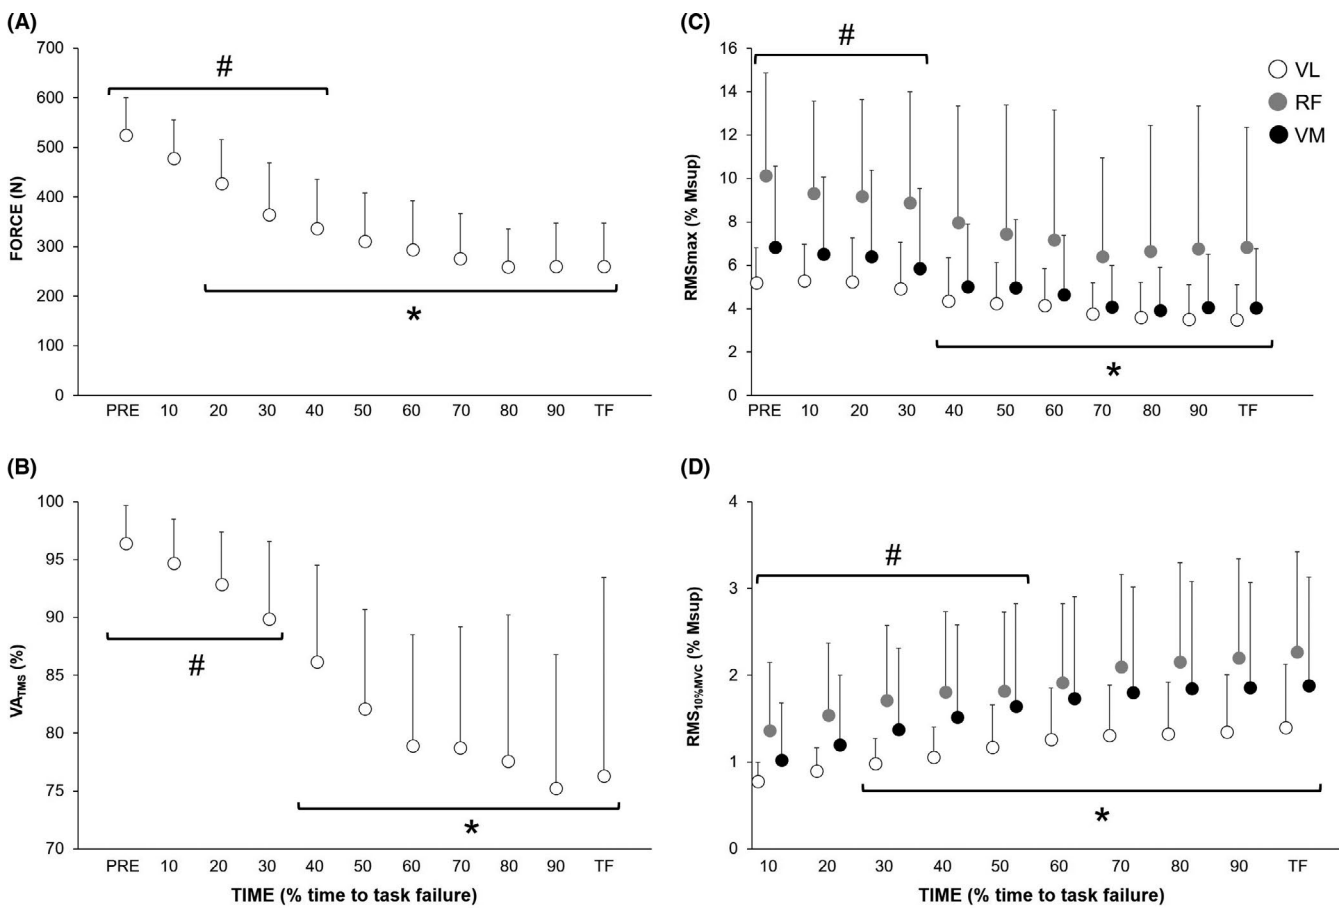 (A)
700
600
500
400
300
200
100
0
FORCE (N)
#
*
PRE 10 20 30 40 50 60 70 80 90 TF
(B)
100
95
90
85
80
75
70
VATMS (%)
#
*
PRE 10 20 30 40 50 60 70 80 90 TF
TIME (% time to task failure)
(C)
16
14
12
10
8
6
4
2
0
RMSmax (% Msup)
#
*
VL
RF
VM
PRE 10 20 30 40 50 60 70 80 90 TF
(D)
4
3
2
1
0
RMS10%MVC (% Msup)
#
*
10 20 30 40 50 60 70 80 90 TF
TIME (% time to task failure)